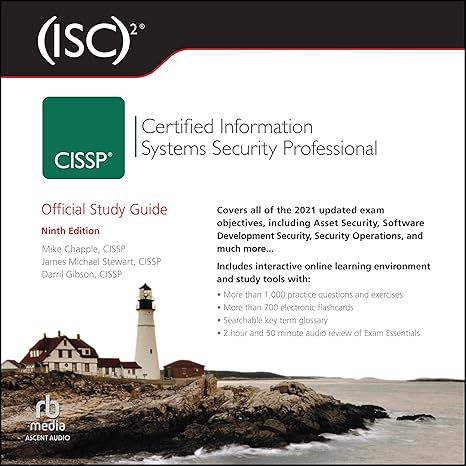 (ISC)²®
CISSP®
Certified Information
Systems Security Professional
Official Study Guide
Ninth Edition
Mike Chapple, CISSP
James Michael Stewart, CISSP
Darril Gibson, CISSP
Covers all of the 2021 updated exam
objectives, including Asset Security, Software
Development Security, Security Operations, and
much more...
Includes interactive online learning environment
and study tools with:
• More than 1,000 practice questions and exercises
• More than 700 electronic flashcards
• Searchable key term glossary
• 2 hour and 50 minute audio review of Exam Essentials
rb
media
ASCENT AUDIO